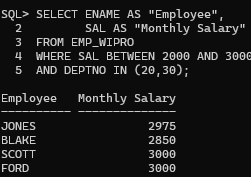 SQL> SELECT ENAME AS "Employee",
  2         SAL AS "Monthly Salary"
  3  FROM EMP_WIPRO
  4  WHERE SAL BETWEEN 2000 AND 3000
  5  AND DEPTNO IN (20,30);
Employee   Monthly Salary
---------- --------------
JONES                2975
BLAKE                2850
SCOTT                3000
FORD                 3000